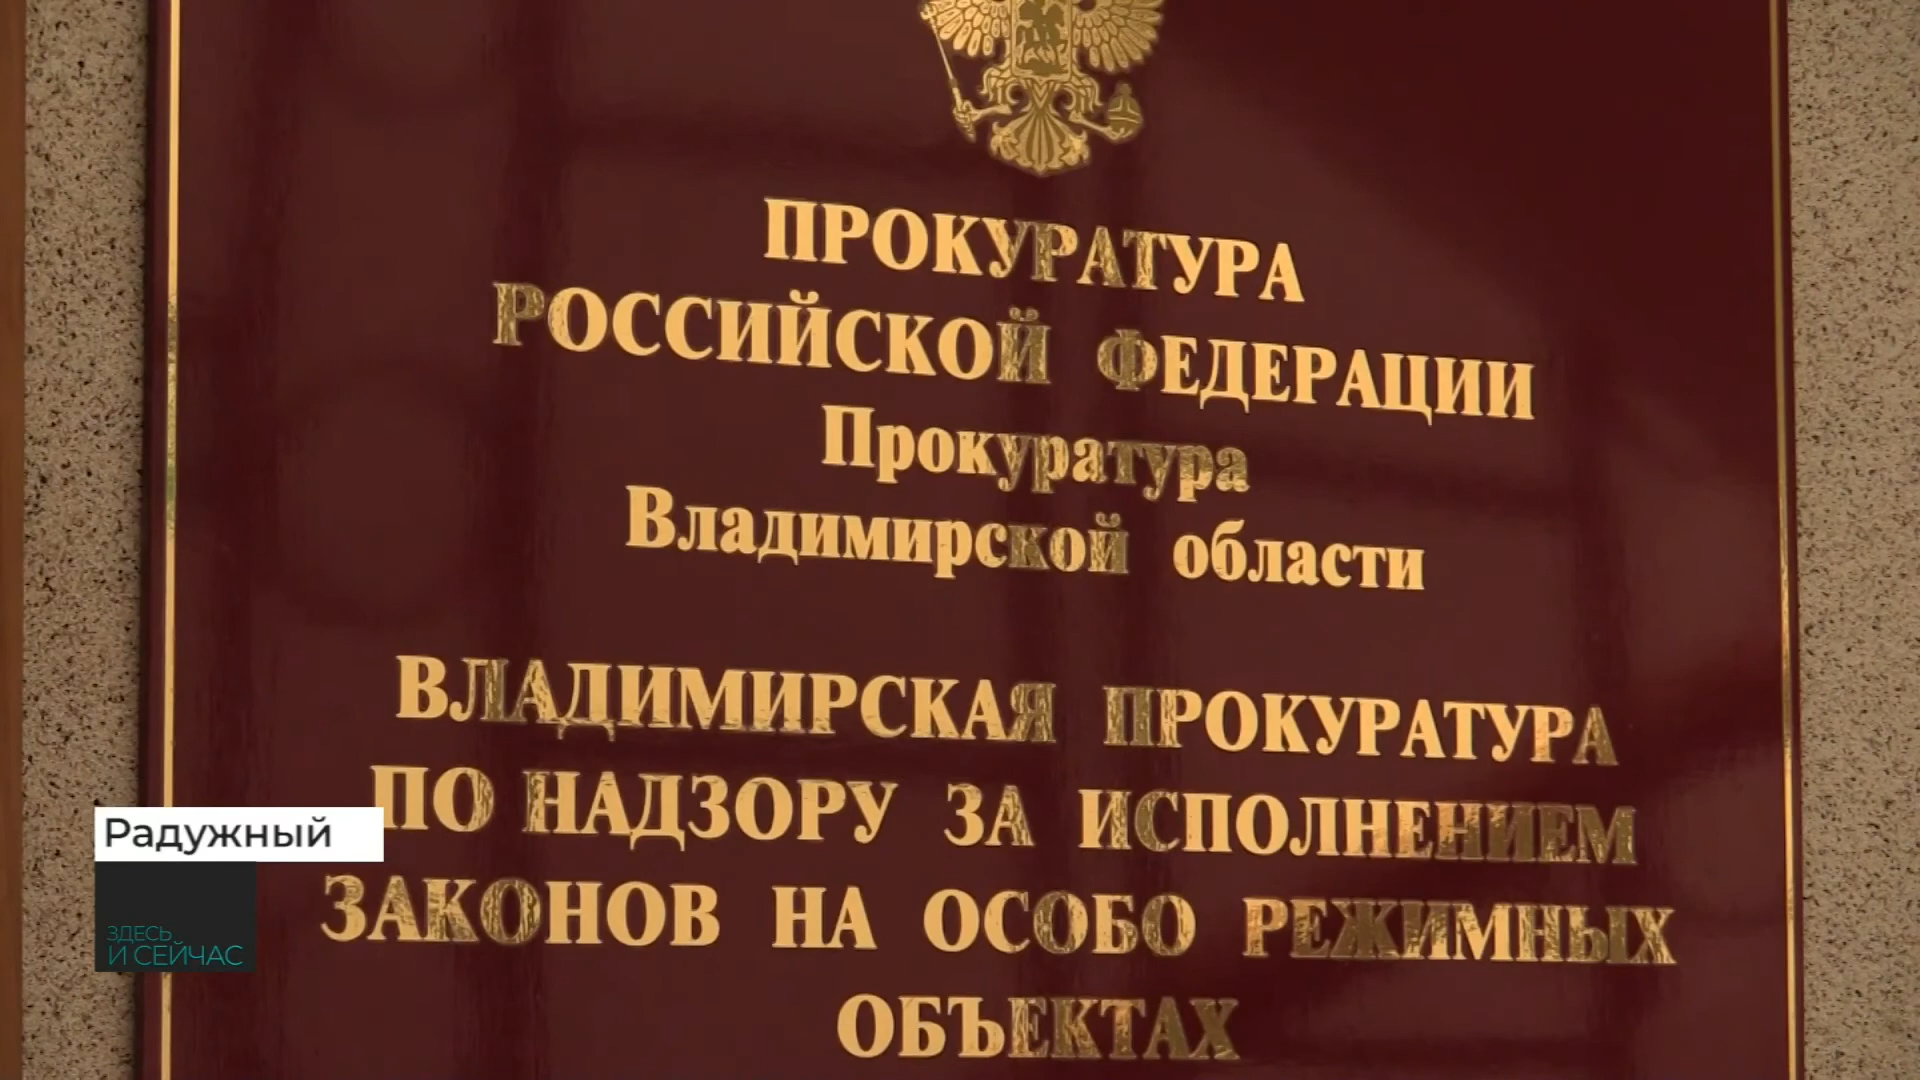 ПРОКУРАТУРА
РОССИЙСКОЙ ФЕДЕРАЦИИ
Прокуратура
Владимирской области
ВЛАДИМИРСКАЯ ПРОКУРАТУРА
ПО НАДЗОРУ ЗА ИСПОЛНЕНИЕМ
ЗАКОНОВ НА ОСОБО РЕЖИМНЫХ
ОБЪЕКТАХ
Радужный
ЗДЕСЬ
И СЕЙЧАС